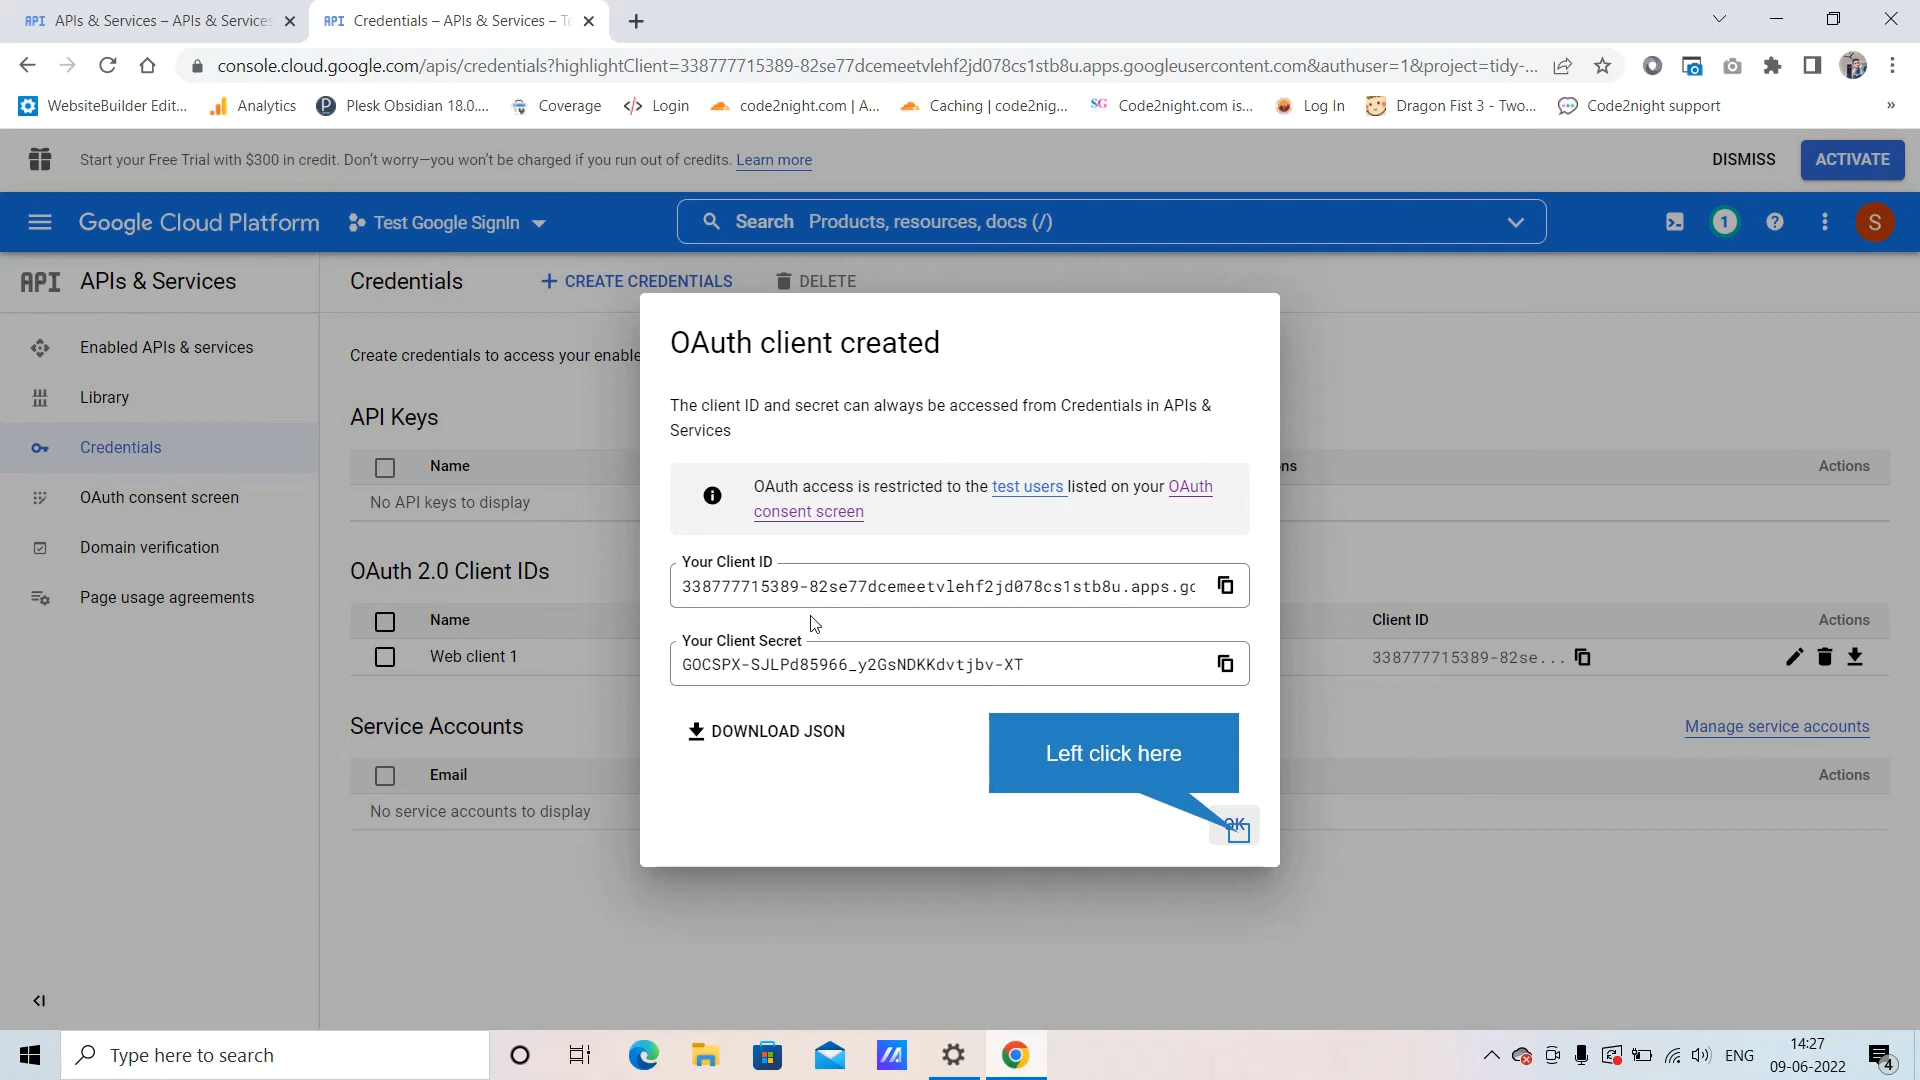 API APIs & Services – APIs & Services
API Credentials – APIs & Services – Te
console.cloud.google.com/apis/credentials?highlightClient=338777715389-82se77dcemeetvlehf2jd078cs1stb8u.apps.googleusercontent.com&authuser=1&project=tidy-...
WebsiteBuilder Edit... Analytics Plesk Obsidian 18.0.... Coverage Login code2night.com | A... Caching | code2nig... SG Code2night.com is... Log In Dragon Fist 3 - Two... Code2night support »
Start your Free Trial with $300 in credit. Don't worry—you won't be charged if you run out of credits. Learn more
DISMISS
ACTIVATE
Google Cloud Platform
Test Google SignIn
Search Products, resources, docs (/)
1
S
API APIs & Services
Enabled APIs & services
Library
Credentials
OAuth consent screen
Domain verification
Page usage agreements
Credentials
+ CREATE CREDENTIALS
DELETE
Create credentials to access your enable
API Keys
Name
ns
Actions
No API keys to display
OAuth 2.0 Client IDs
Name
Client ID
Actions
Web client 1
338777715389-82se...
Service Accounts
Manage service accounts
Email
Actions
No service accounts to display
OAuth client created
The client ID and secret can always be accessed from Credentials in APIs &
Services
OAuth access is restricted to the test users listed on your OAuth
consent screen
Your Client ID
338777715389-82se77dcemeetvlehf2jd078cs1stb8u.apps.gc
Your Client Secret
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
DOWNLOAD JSON
Left click here
OK
Type here to search
ENG
14:27
09-06-2022
4